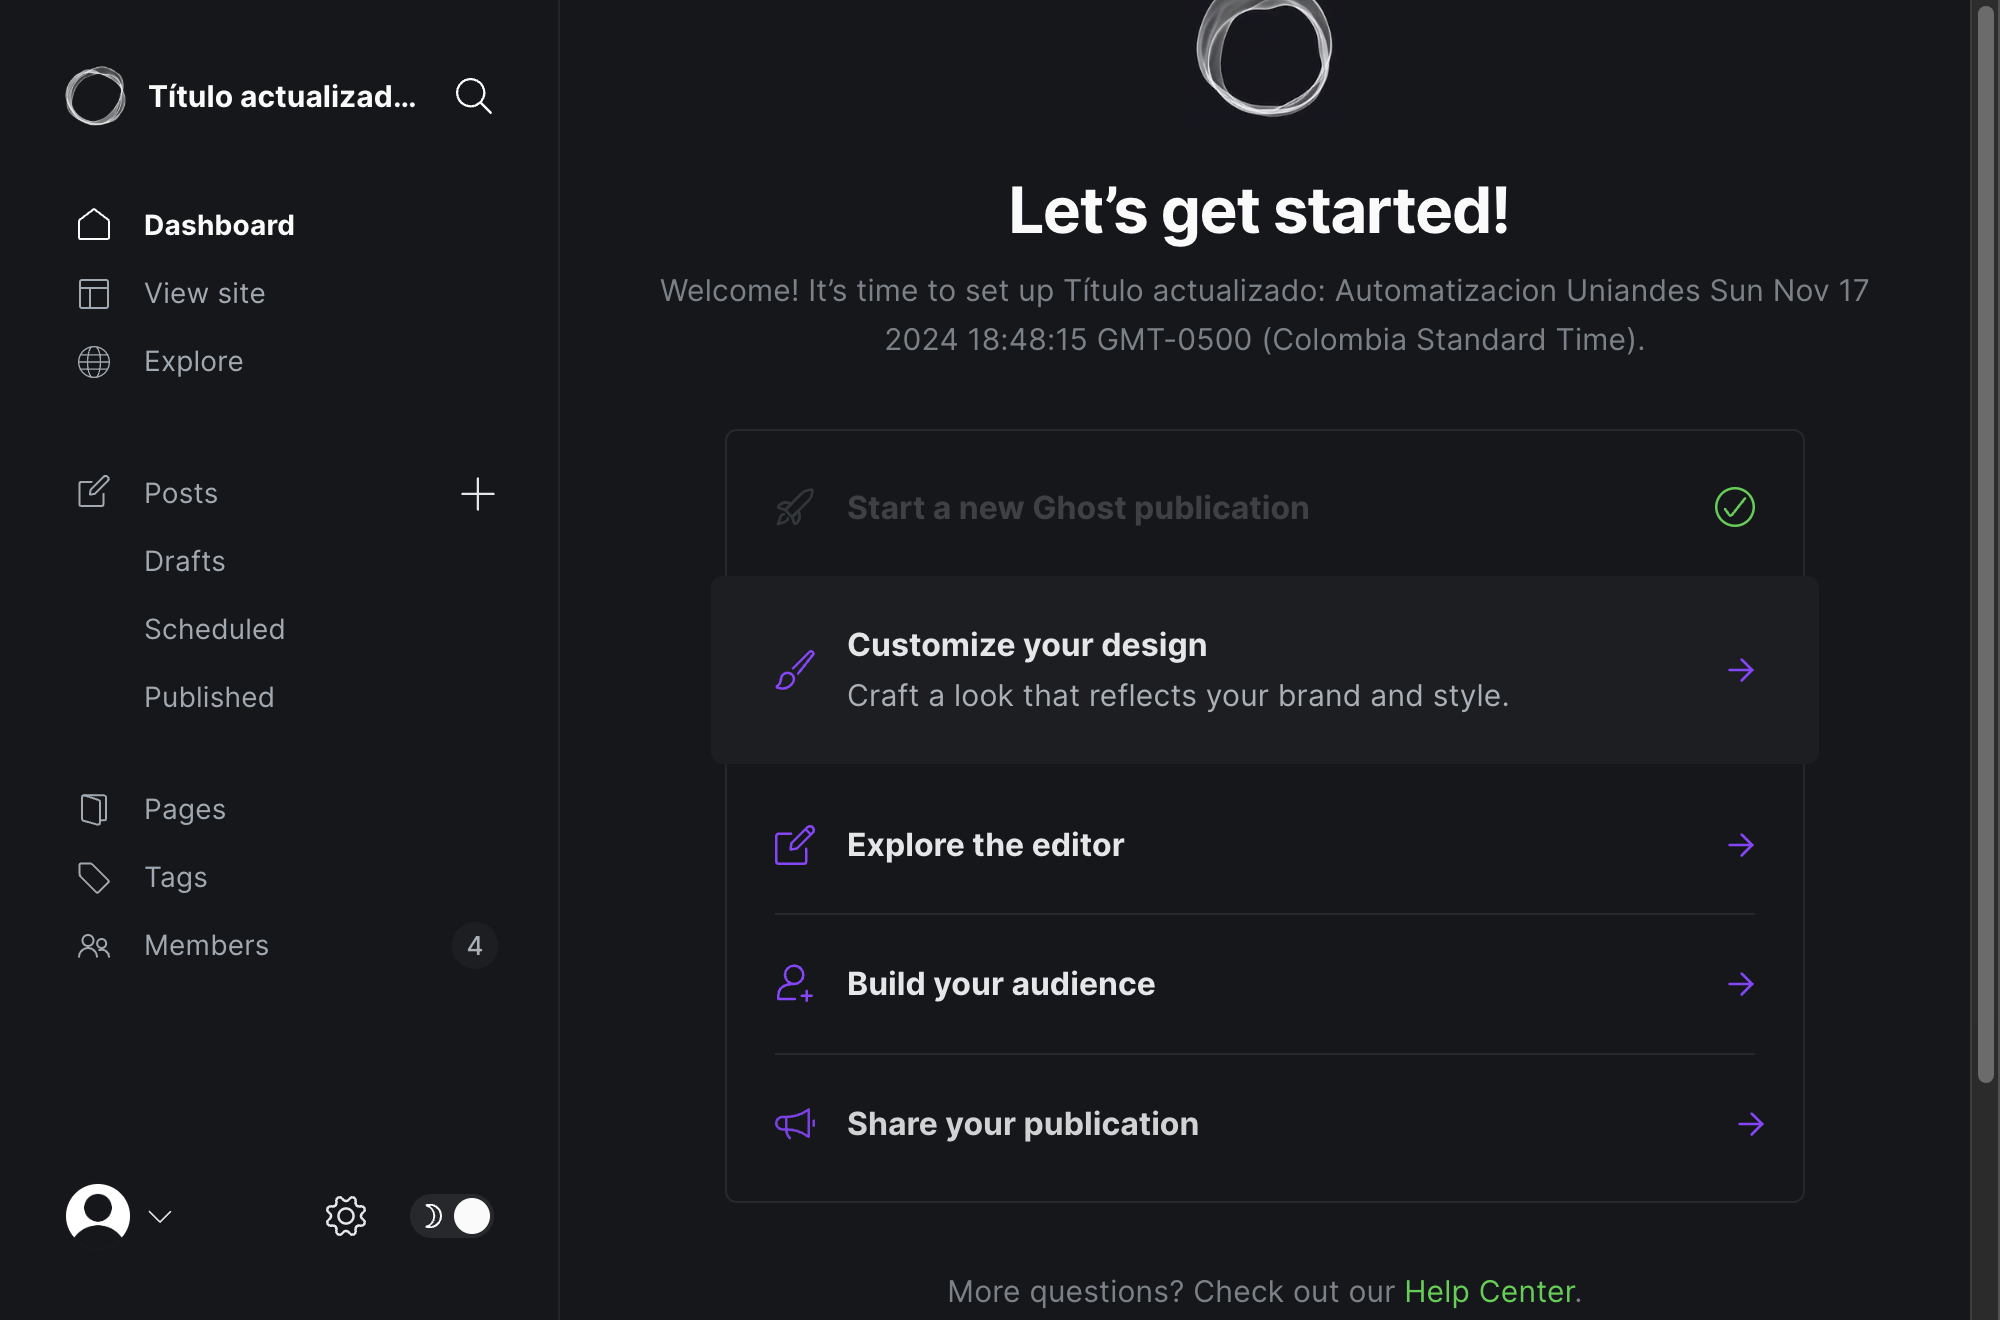 Título actualizad...
Dashboard
View site
Explore
Posts
Drafts
Scheduled
Published
Pages
Tags
Members
4
Let’s get started!
Welcome! It’s time to set up Título actualizado: Automatizacion Uniandes Sun Nov 17
2024 18:48:15 GMT-0500 (Colombia Standard Time).
Start a new Ghost publication
Customize your design
Craft a look that reflects your brand and style.
Explore the editor
Build your audience
Share your publication
More questions? Check out our Help Center.